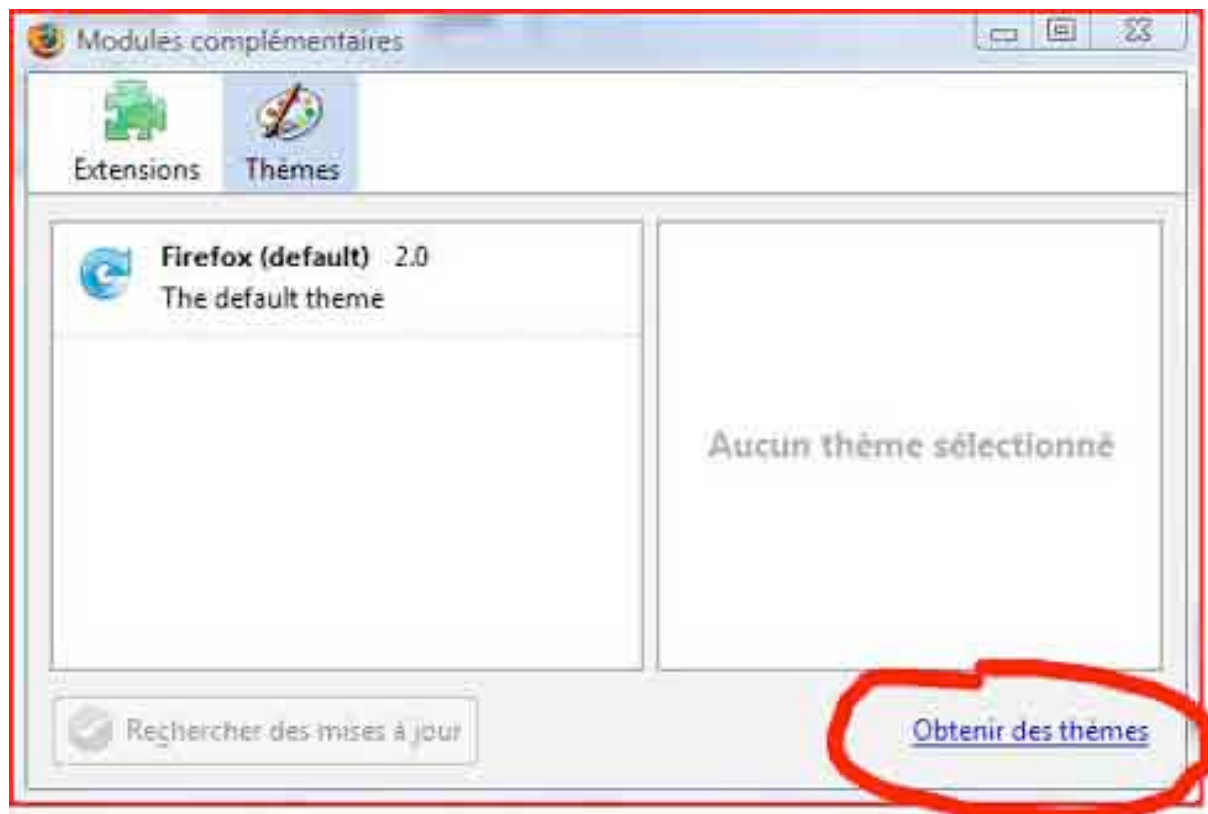 Modules complémentaires
Extensions
Thèmes
Firefox (default) 2.0
The default theme
Aucun thème sélectionné
Rechercher des mises à jour
Obtenir des thèmes